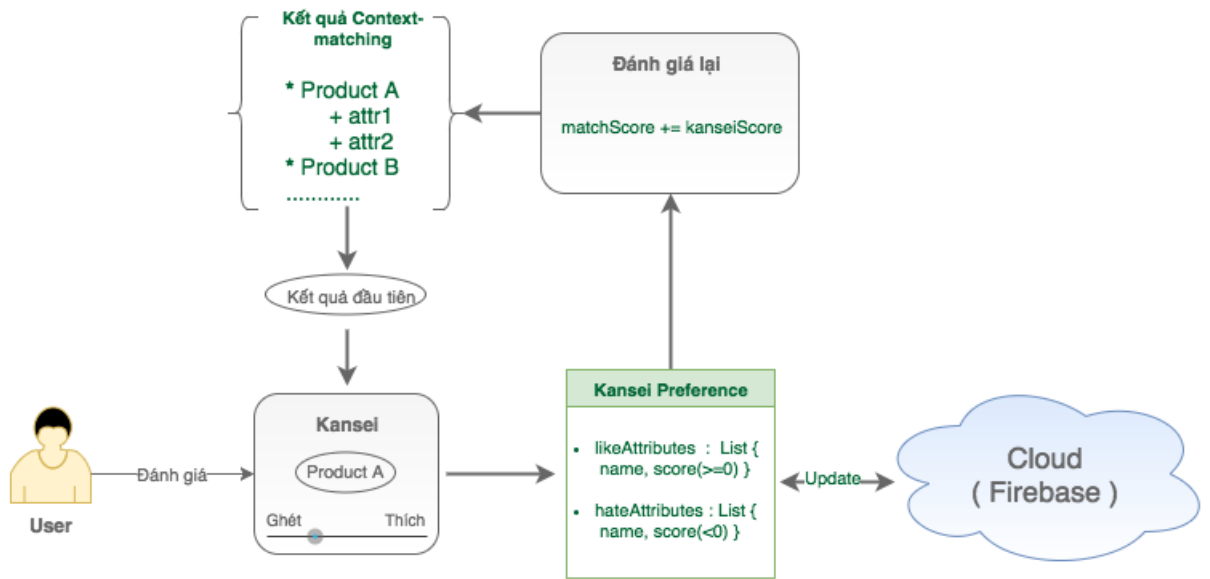 Kết quả Context-
matching
* Product A
+ attr1
+ attr2
* Product B
............
Đánh giá lại
matchScore += kanseiScore
Kết quả đầu tiên
Kansei
Product A
Ghét
Thích
Đánh giá
User
Kansei Preference
• likeAttributes : List {
name, score(>=0) }
• hateAttributes : List {
name, score(<0) }
Update
Cloud
( Firebase )